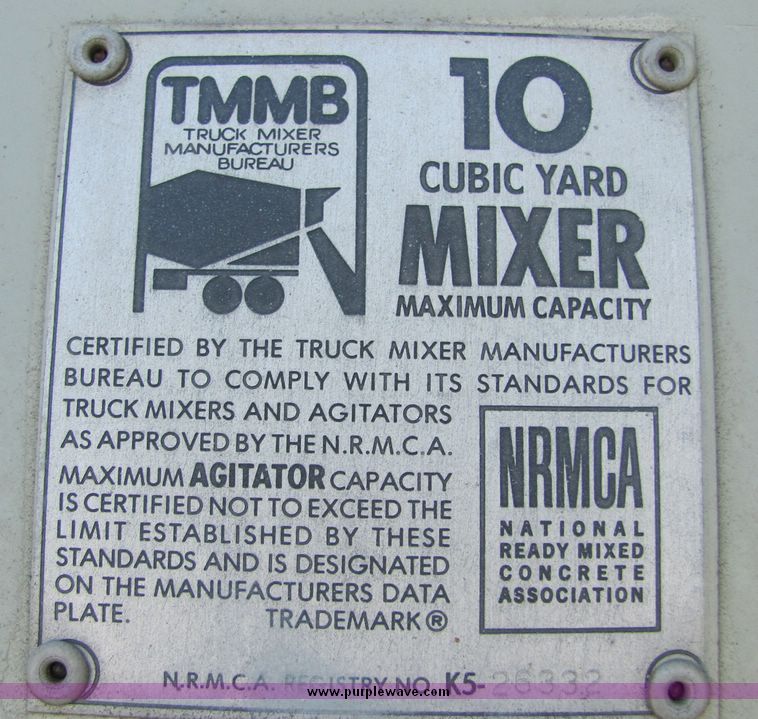 TMMB
TRUCK MIXER
MANUFACTURERS
BUREAU
10
CUBIC YARD
MIXER
MAXIMUM CAPACITY
CERTIFIED BY THE TRUCK MIXER MANUFACTURERS
BUREAU TO COMPLY WITH ITS STANDARDS FOR
TRUCK MIXERS AND AGITATORS
AS APPROVED BY THE N.R.M.C.A.
MAXIMUM AGITATOR CAPACITY
IS CERTIFIED NOT TO EXCEED THE
LIMIT ESTABLISHED BY THESE
STANDARDS AND IS DESIGNATED
ON THE MANUFACTURERS DATA
PLATE. TRADEMARK ®
NRMCA
NATIONAL
READY MIXED
CONCRETE
ASSOCIATION
N.R.M.C.A. REGISTRY NO. K5-26332
www.purplewave.com